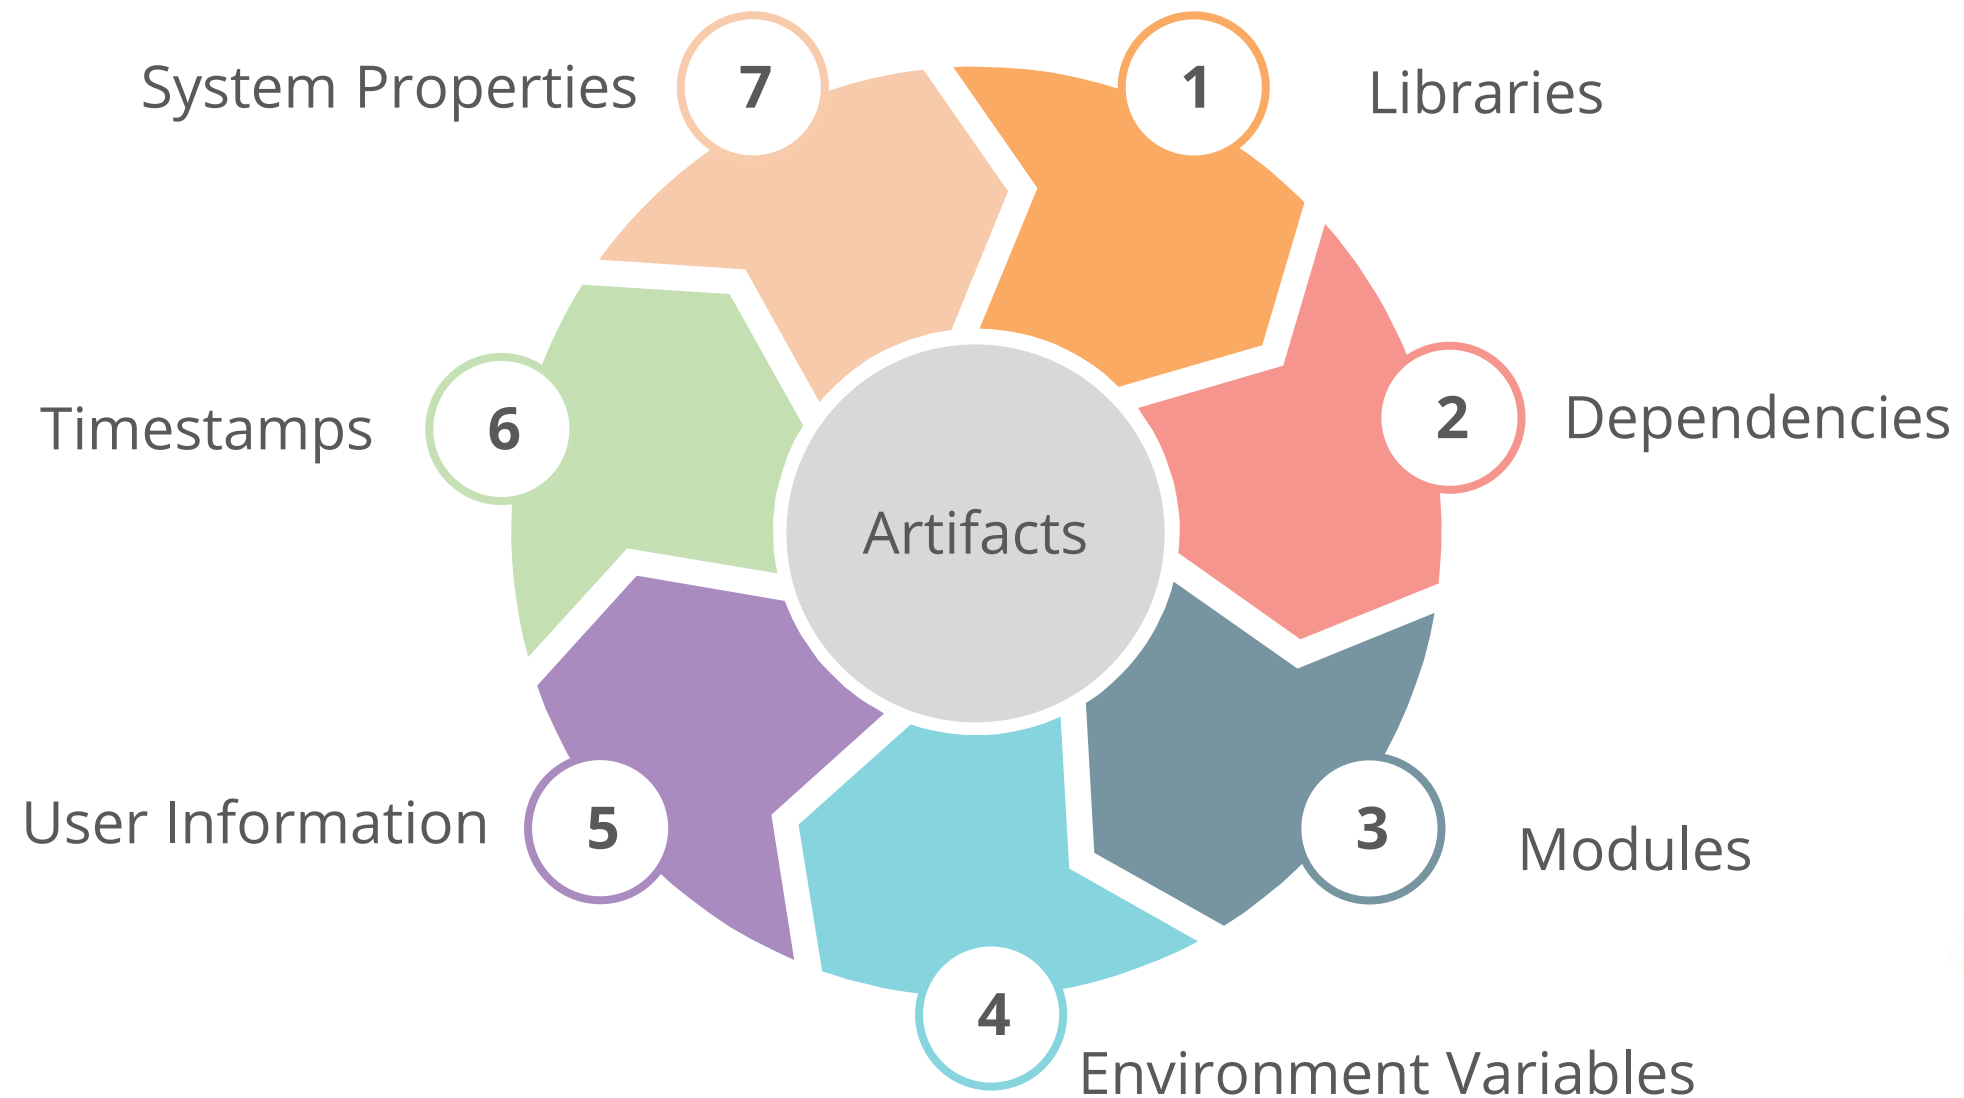 7
System Properties
1
Libraries
2
Dependencies
6
Timestamps
Artifacts
5
User Information
3
Modules
4
Environment Variables